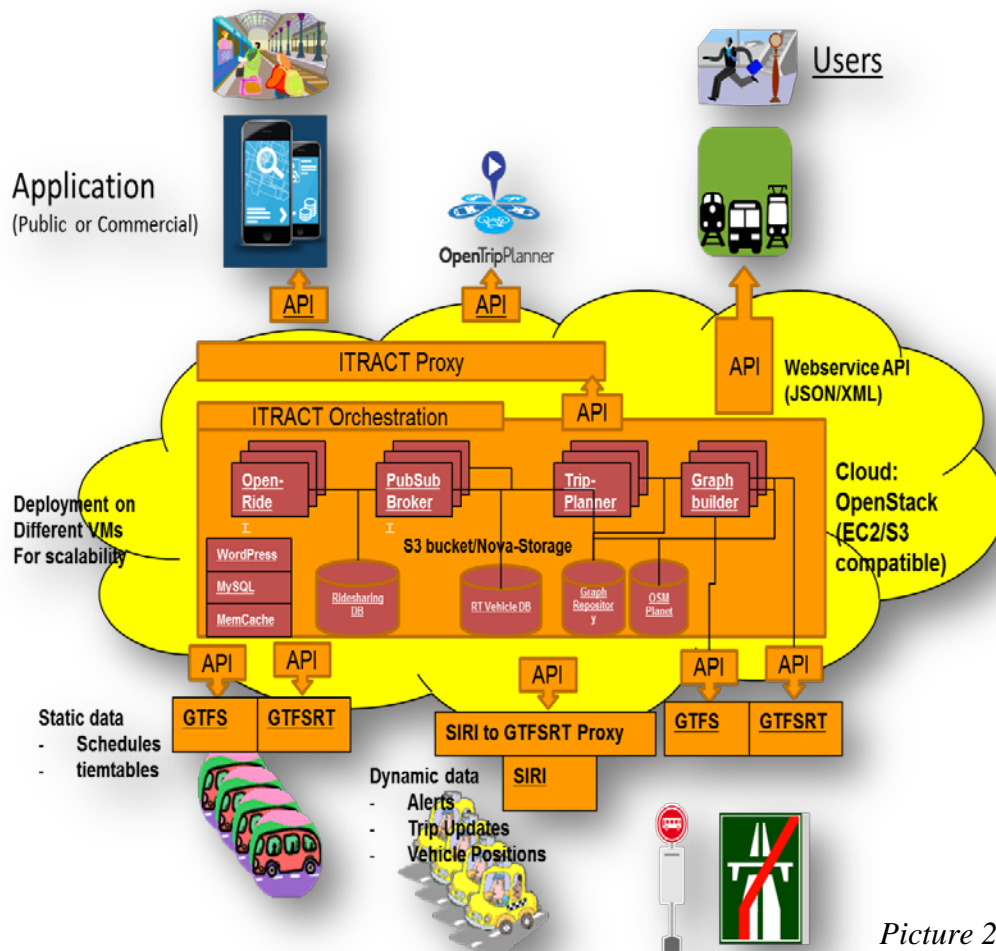 Users
Application
(Public or Commercial)
OpenTripPlanner
API
API
API
ITRACT Proxy
Webservice API
(JSON/XML)
API
ITRACT Orchestration
Open-
Ride
PubSub
Broker
Trip-
Planner
Graph
builder
Cloud:
OpenStack
(EC2/S3
compatible)
Deployment on
Different VMs
For scalability
S3 bucket/Nova-Storage
WordPress
MySQL
MemCache
Ridesharing
DB
RT Vehicle DB
Graph
Repositor
y
OSM
Planet
API
API
API
API
API
Static data
- Schedules
- tiemtables
GTFS
GTFSRT
SIRI to GTFSRT Proxy
SIRI
GTFS
GTFSRT
Dynamic data
- Alerts
- Trip Updates
- Vehicle Positions
Picture 2